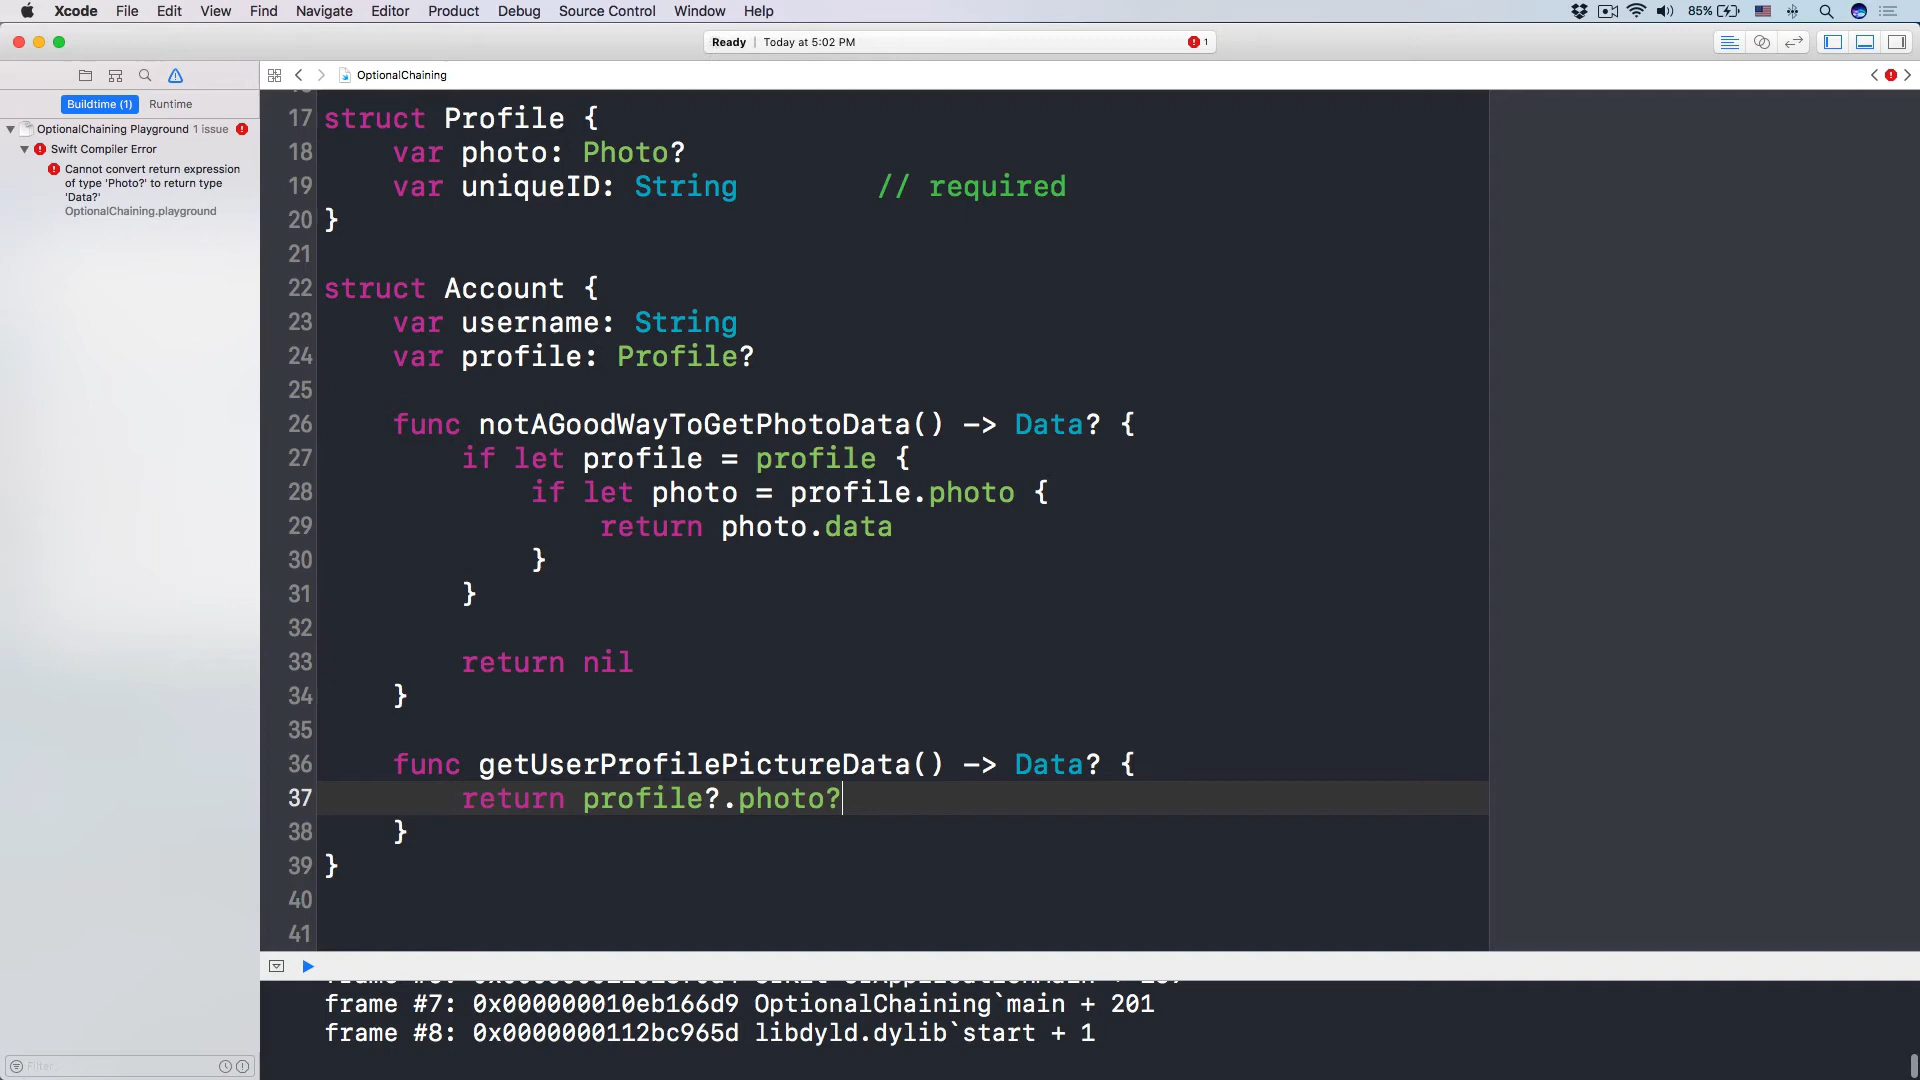 Xcode File Edit View Find Navigate Editor Product Debug Source Control Window Help 85%
Ready | Today at 5:02 PM 1
OptionalChaining
Buildtime (1) Runtime
OptionalChaining Playground 1 issue
Swift Compiler Error
Cannot convert return expression
of type 'Photo?' to return type
'Data?'
OptionalChaining.playground
17 struct Profile {
18 var photo: Photo?
19 var uniqueID: String // required
20 }
21
22 struct Account {
23 var username: String
24 var profile: Profile?
25
26 func notAGoodWayToGetPhotoData() -> Data? {
27 if let profile = profile {
28 if let photo = profile.photo {
29 return photo.data
30 }
31 }
32
33 return nil
34 }
35
36 func getUserProfilePictureData() -> Data? {
37 return profile?.photo?
38 }
39 }
40
41
frame #7: 0x000000010eb166d9 OptionalChaining`main + 201
frame #8: 0x0000000112bc965d libdyld.dylib`start + 1
Filter